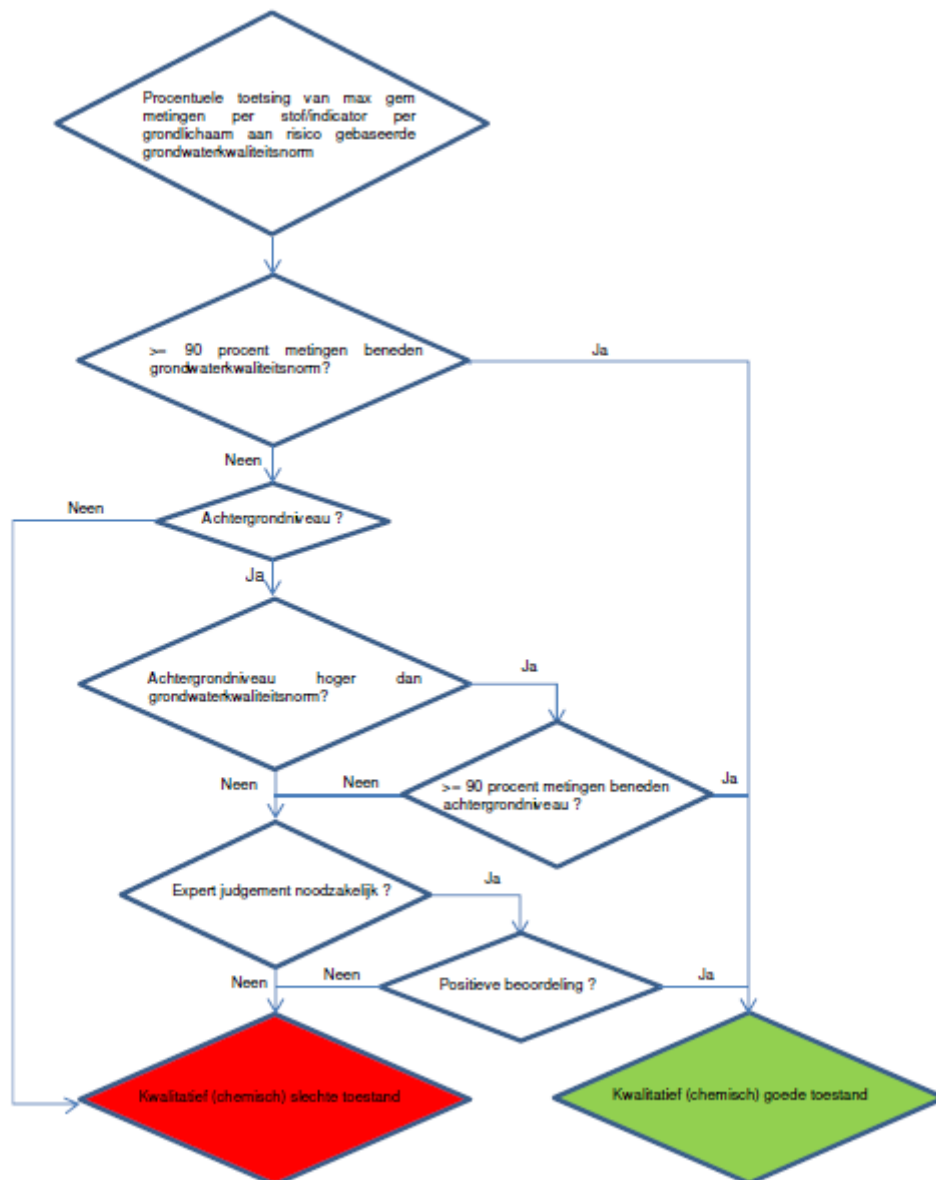 Procentuele toetsing van max gem
metingen per stof/indicator per
grondlichaam aan risico gebaseerde
grondwaterkwaliteitsnorm
>= 90 procent metingen beneden
grondwaterkwaliteitsnorm?
Ja
Neen
Neen
Achtergrondniveau ?
Ja
Achtergrondniveau hoger dan
grondwaterkwaliteitsnorm?
Ja
Neen
Neen
>= 90 procent metingen beneden
achtergrondniveau ?
Ja
Expert judgement noodzakelijk ?
Ja
Neen
Neen
Positieve beoordeling ?
Ja
Kwalitatief (chemisch) slechte toestand
Kwalitatief (chemisch) goede toestand